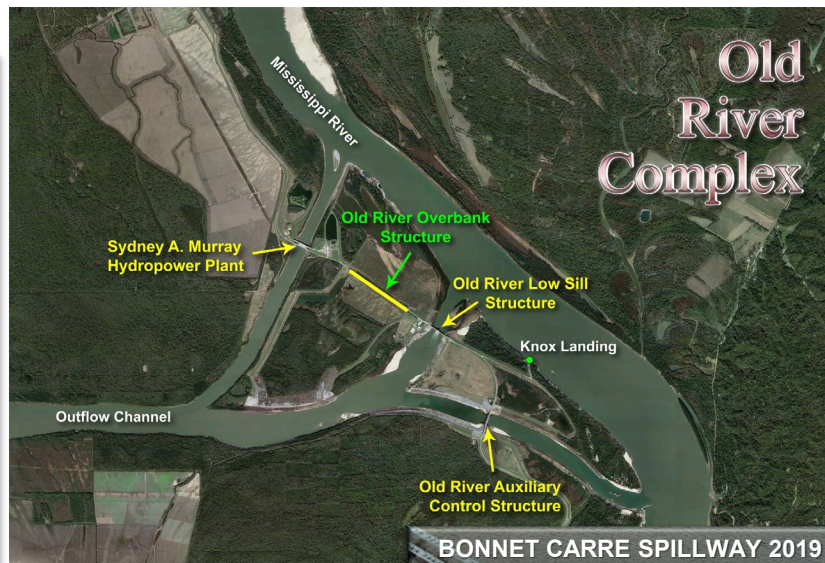 Old
River
Complex
Mississippi River
Old River Overbank
Structure
Sydney A. Murray
Hydropower Plant
Old River Low Sill
Structure
Knox Landing
Outflow Channel
Old River Auxiliary
Control Structure
BONNET CARRE SPILLWAY 2019